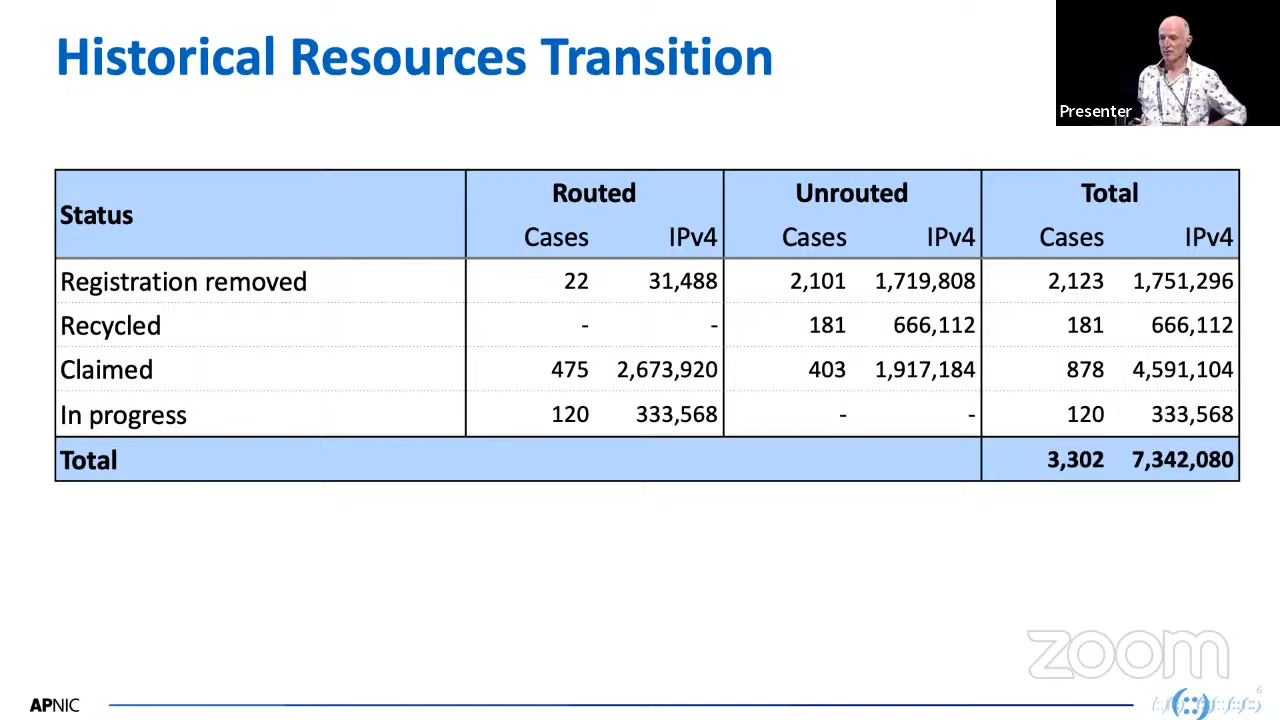 Historical Resources Transition
Presenter
Status Routed Unrouted Total
Cases IPv4 Cases IPv4 Cases IPv4
Registration removed 22 31,488 2,101 1,719,808 2,123 1,751,296
Recycled - - 181 666,112 181 666,112
Claimed 475 2,673,920 403 1,917,184 878 4,591,104
In progress 120 333,568 - - 120 333,568
Total 3,302 7,342,080
zoom
6
APNIC